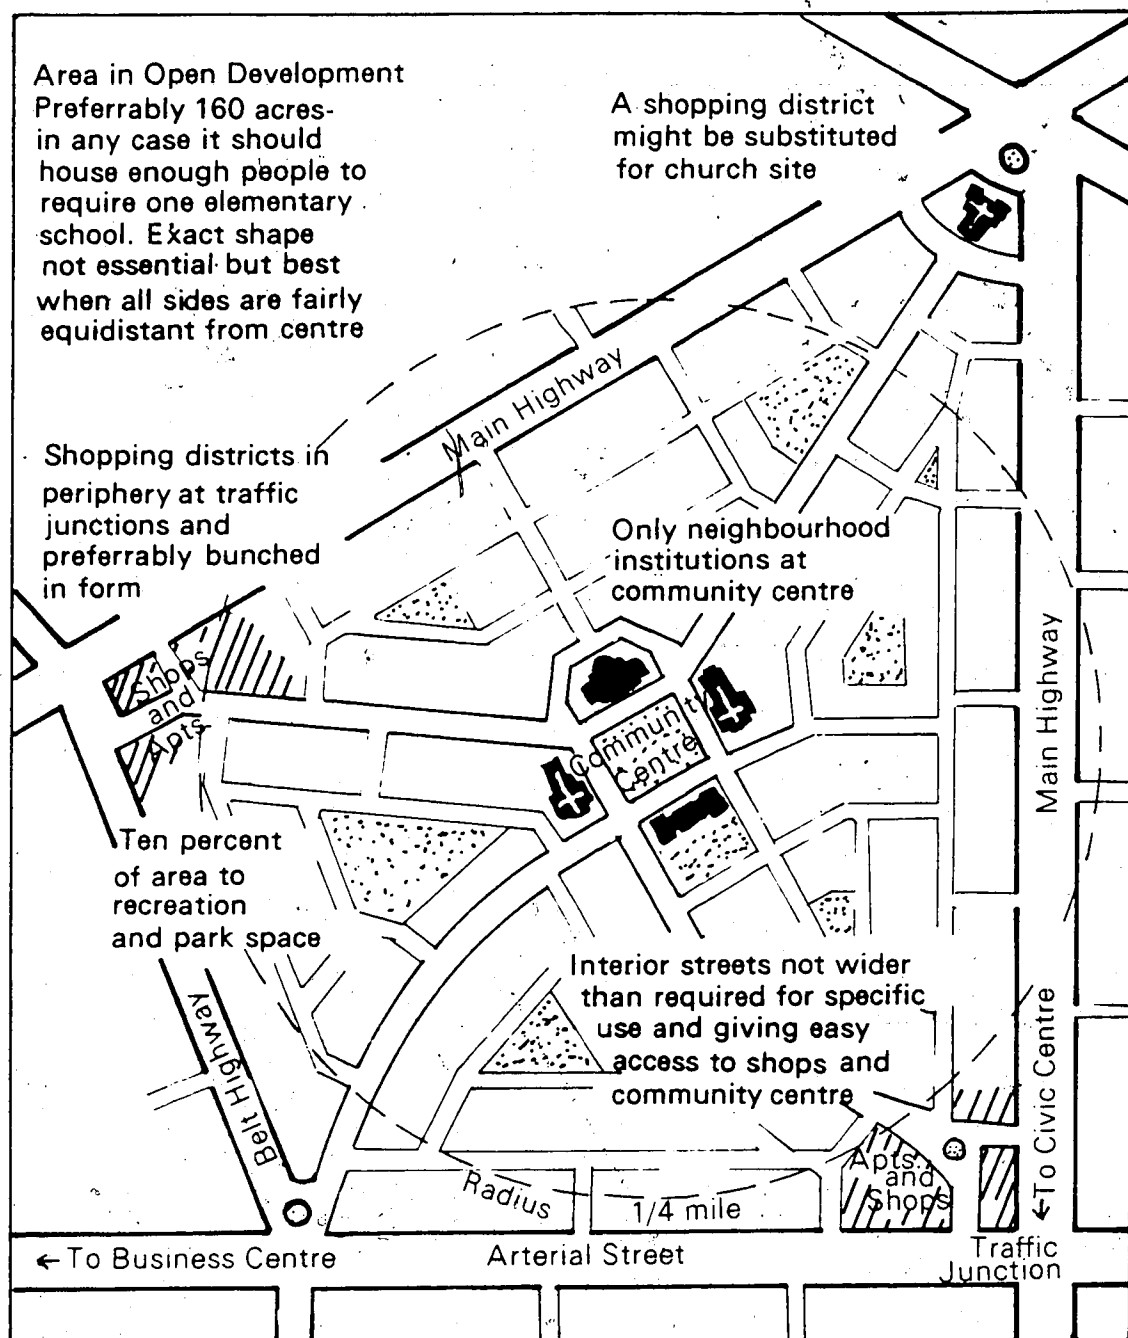 Area in Open Development
Preferrably 160 acres-
in any case it should
house enough people to
require one elementary
school. Exact shape
not essential but best
when all sides are fairly
equidistant from centre
A shopping district
might be substituted
for church site
Main Highway
Shopping districts in
periphery at traffic
junctions and
preferrably bunched
in form
Only neighbourhood
institutions at
community centre
Shops
and
Apts
Community
Centre
Main Highway
Ten percent
of area to
recreation
and park space
Interior streets not wider
than required for specific
use and giving easy
access to shops and
community centre
Belt Highway
←To Civic Centre
Apts.
and
Shops
Radius
1/4 mile
← To Business Centre
Arterial Street
Traffic
Junction